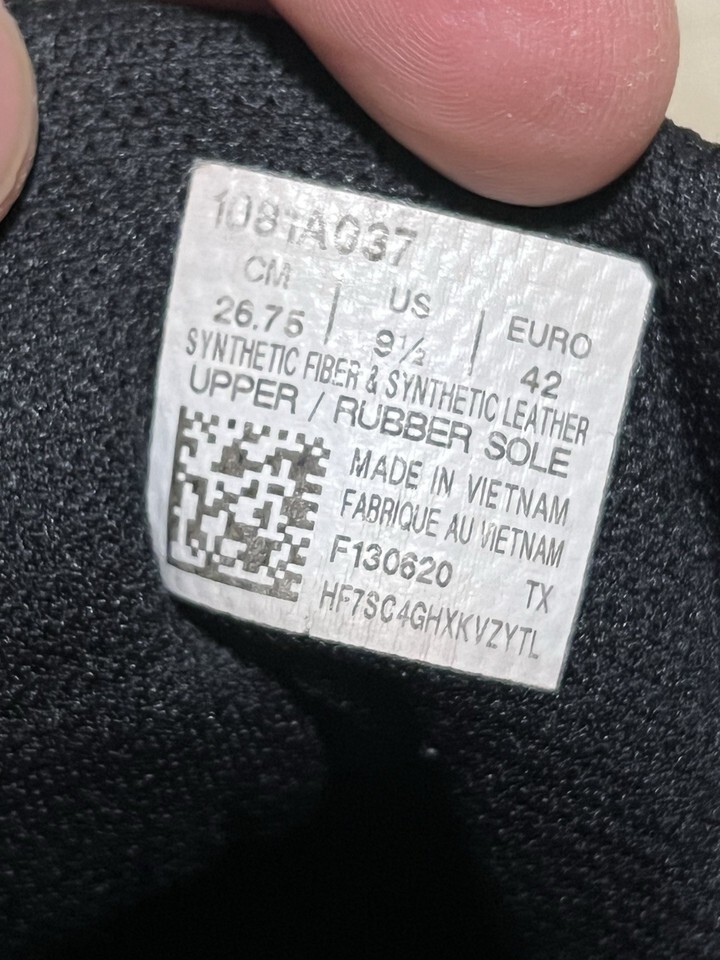 1081A037
CM | US | EURO
26.75 | 9½ | 42
SYNTHETIC FIBER & SYNTHETIC LEATHER
UPPER / RUBBER SOLE
MADE IN VIETNAM
FABRIQUE AU VIETNAM
F130620 TX
HF7SC4GHXKVZYTL